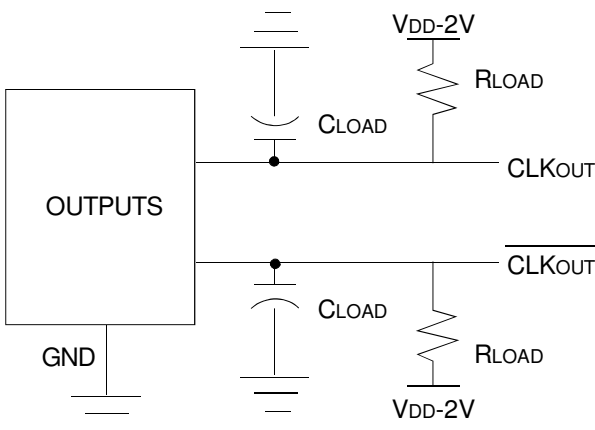 VDD-2V
RLOAD
CLOAD
CLKOUT
OUTPUTS
CLKOUT
CLOAD
GND
RLOAD
VDD-2V